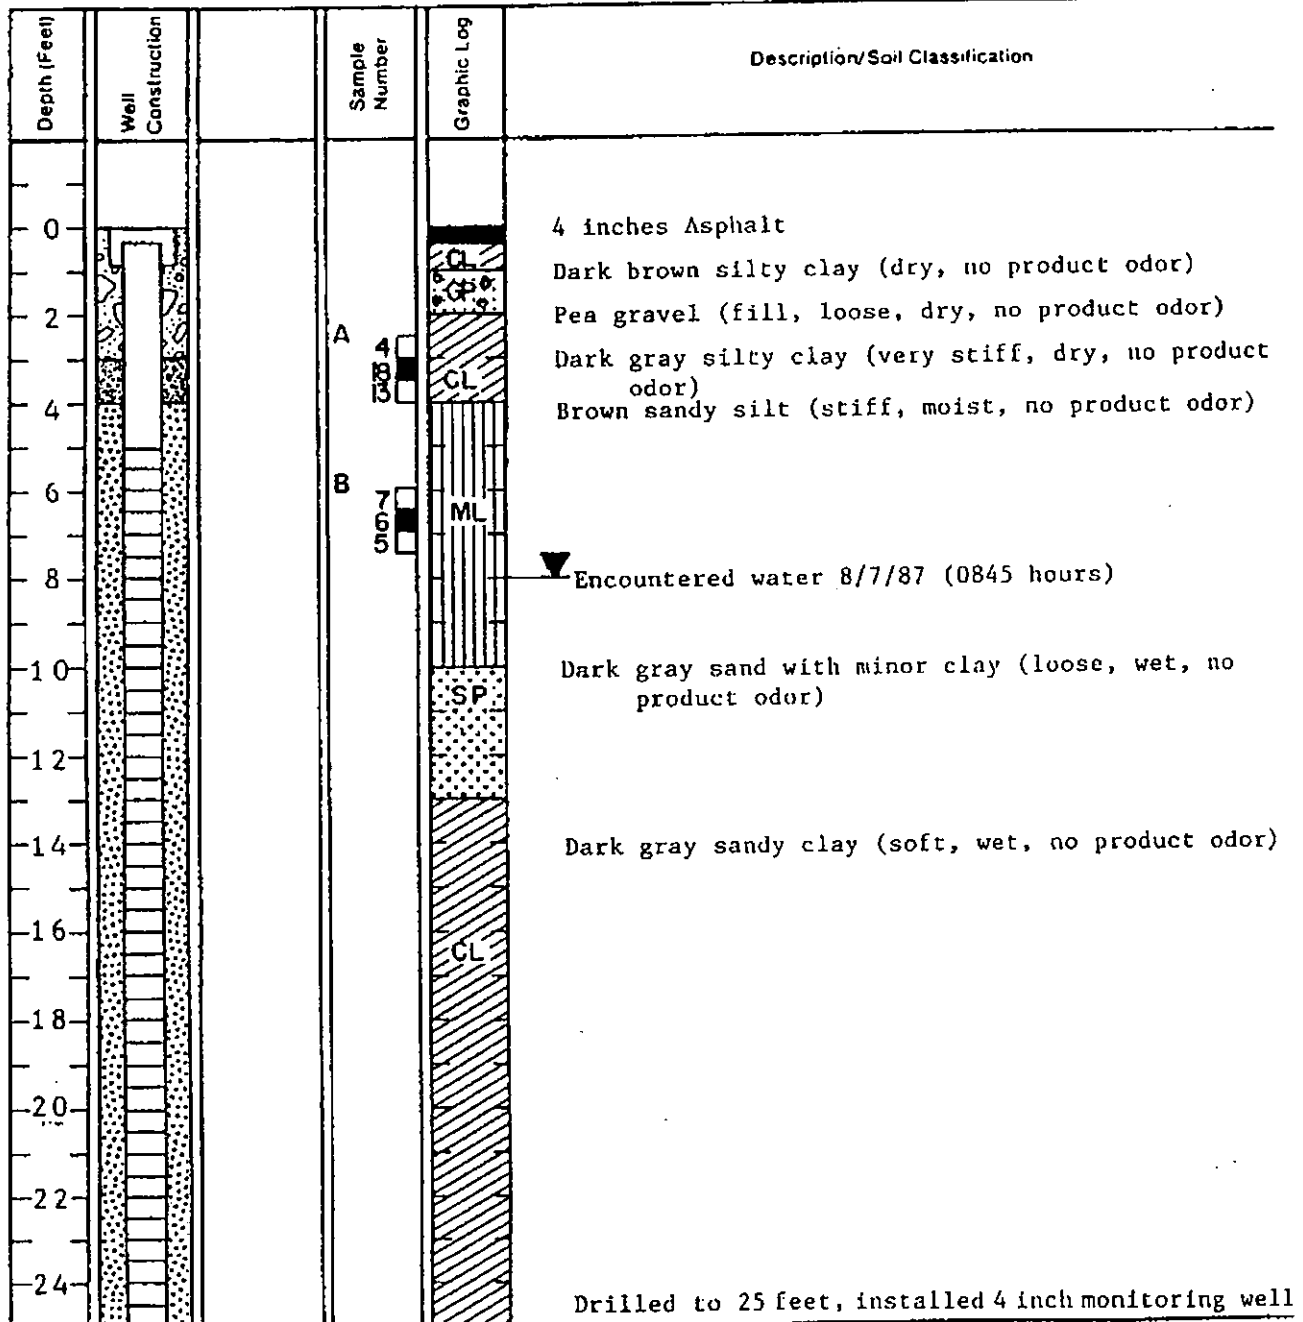 Depth (Feet)
Well
Construction
Sample
Number
Graphic Log
Description/Soil Classification
0
4 inches Asphalt
CL
Dark brown silty clay (dry, no product odor)
GP
Pea gravel (fill, loose, dry, no product odor)
2
A
4
8
13
CL
Dark gray silty clay (very stiff, dry, no product
odor)
4
Brown sandy silt (stiff, moist, no product odor)
6
B
7
6
5
ML
8
Encountered water 8/7/87 (0845 hours)
10
Dark gray sand with minor clay (loose, wet, no
product odor)
SP
12
14
Dark gray sandy clay (soft, wet, no product odor)
16
CL
18
20
22
24
Drilled to 25 feet, installed 4 inch monitoring well